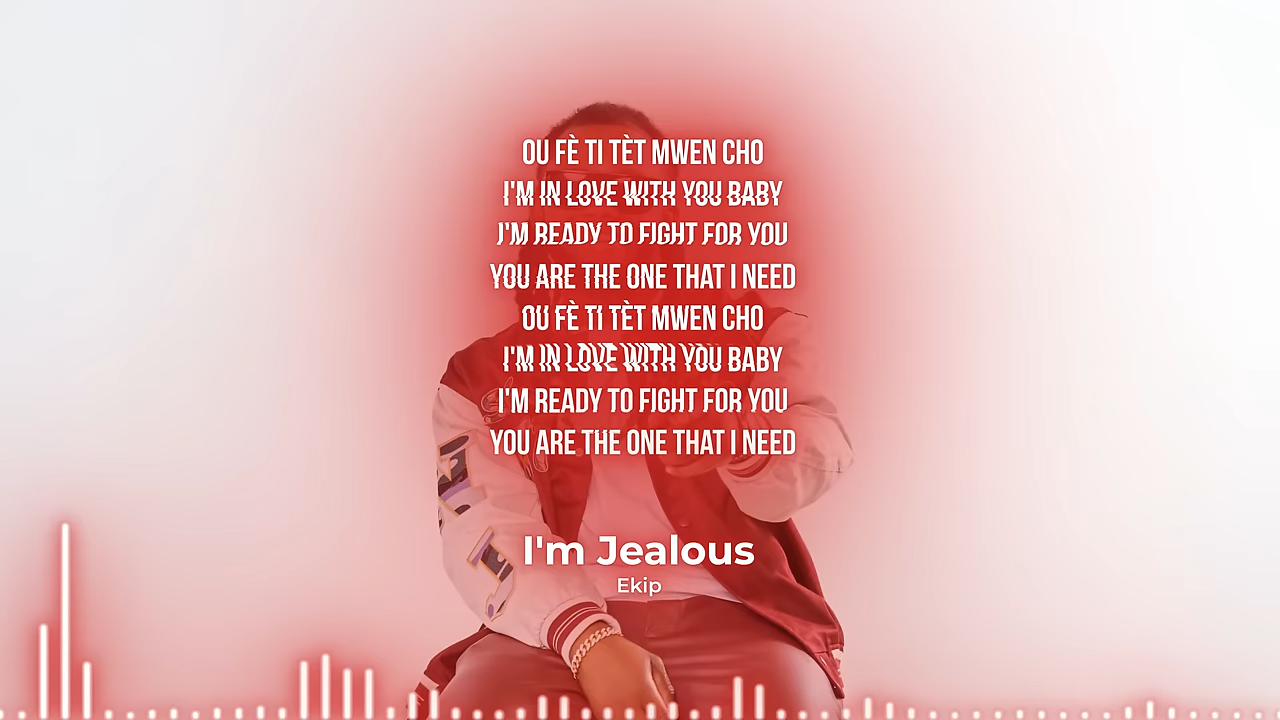 OU FÈ TI TÈT MWEN CHO
I'M IN LOVE WITH YOU BABY
I'M READY TO FIGHT FOR YOU
YOU ARE THE ONE THAT I NEED
OU FÈ TI TÈT MWEN CHO
I'M IN LOVE WITH YOU BABY
I'M READY TO FIGHT FOR YOU
YOU ARE THE ONE THAT I NEED
I'm Jealous
Ekip